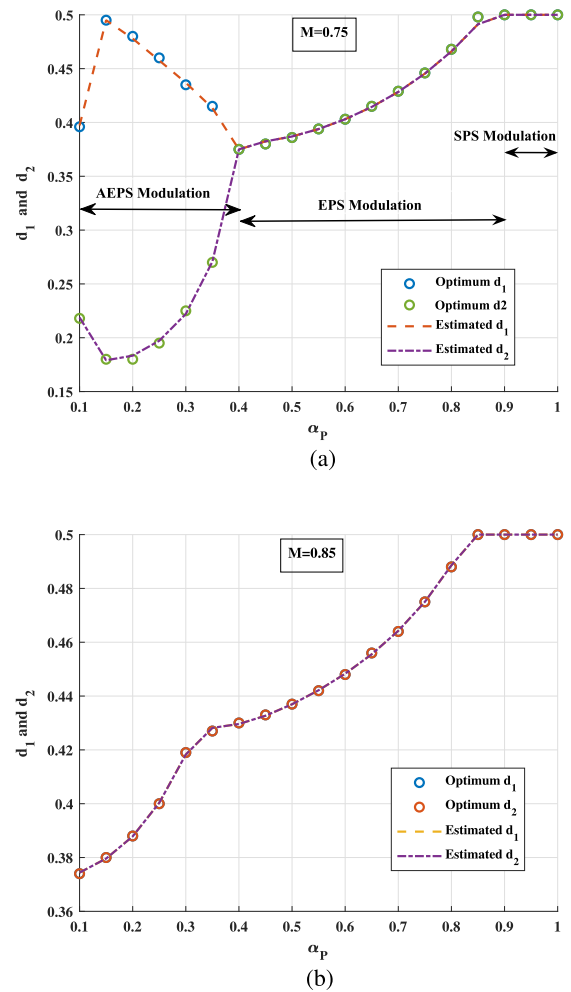 M=0.75
0.5
0.45
0.4
0.35
0.3
0.25
0.2
0.15
d1 and d2
SPS Modulation
AEPS Modulation
EPS Modulation
Optimum d1
Optimum d2
Estimated d1
Estimated d2
0.1 0.2 0.3 0.4 0.5 0.6 0.7 0.8 0.9 1
αP
(a)
M=0.85
0.5
0.48
0.46
0.44
0.42
0.4
0.38
0.36
d1 and d2
Optimum d1
Optimum d2
Estimated d1
Estimated d2
0.1 0.2 0.3 0.4 0.5 0.6 0.7 0.8 0.9 1
αP
(b)